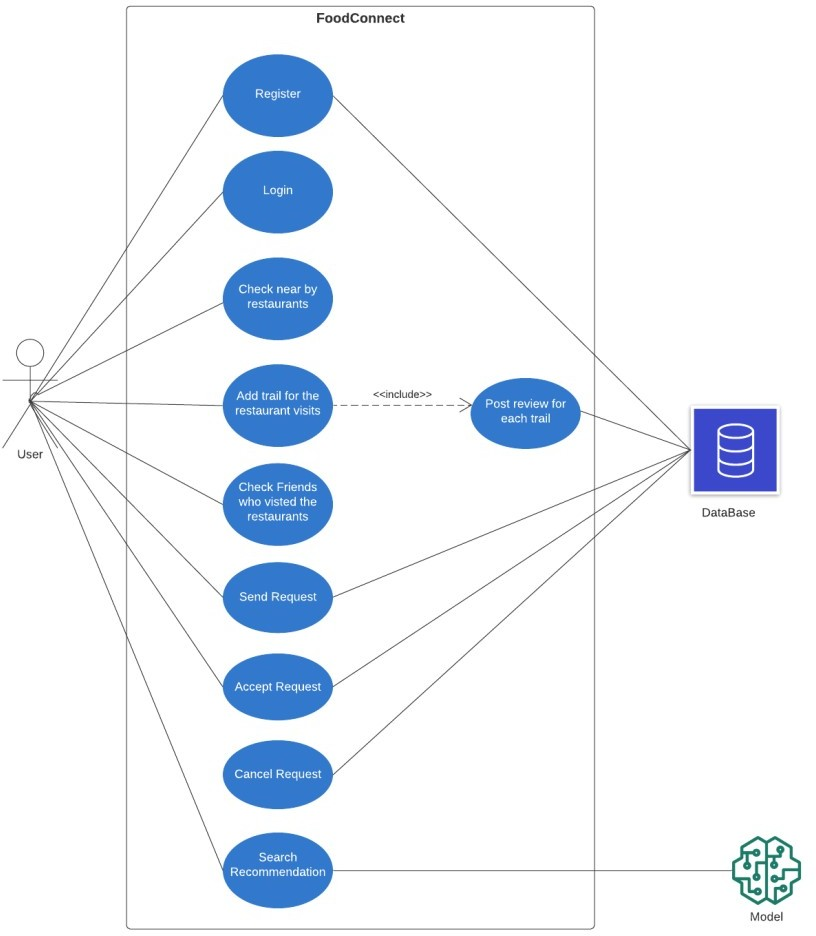 FoodConnect
Register
Login
Check near by
restaurants
Add trail for the
restaurant visits
<<include>>
Post review for
each trail
User
Check Friends
who visted the
restaurants
DataBase
Send Request
Accept Request
Cancel Request
Search
Recommendation
Model